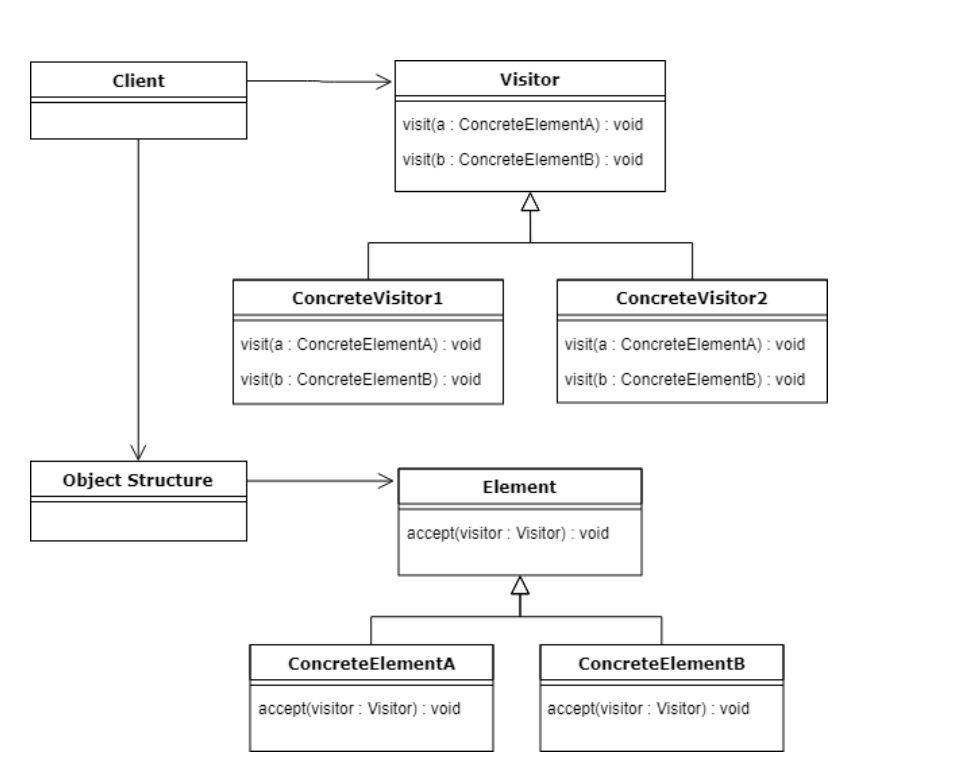 Client
Visitor
visit(a : ConcreteElementA) : void
visit(b : ConcreteElementB) : void
ConcreteVisitor1
visit(a : ConcreteElementA) : void
visit(b : ConcreteElementB) : void
ConcreteVisitor2
visit(a : ConcreteElementA) : void
visit(b : ConcreteElementB) : void
Object Structure
Element
accept(visitor : Visitor) : void
ConcreteElementA
accept(visitor : Visitor) : void
ConcreteElementB
accept(visitor : Visitor) : void